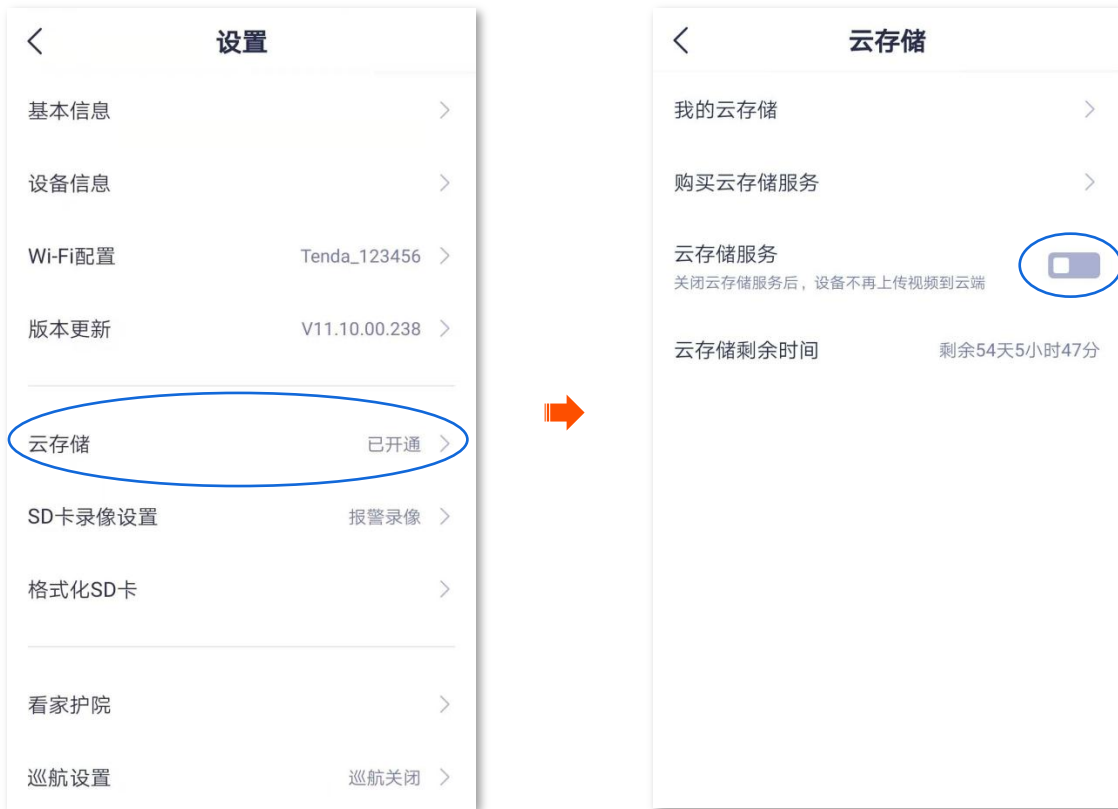 设置
基本信息
设备信息
Wi-Fi配置 Tenda_123456
版本更新 V11.10.00.238
云存储 已开通
SD卡录像设置 报警录像
格式化SD卡
看家护院
巡航设置 巡航关闭
云存储
我的云存储
购买云存储服务
云存储服务
关闭云存储服务后，设备不再上传视频到云端
云存储剩余时间 剩余54天5小时47分